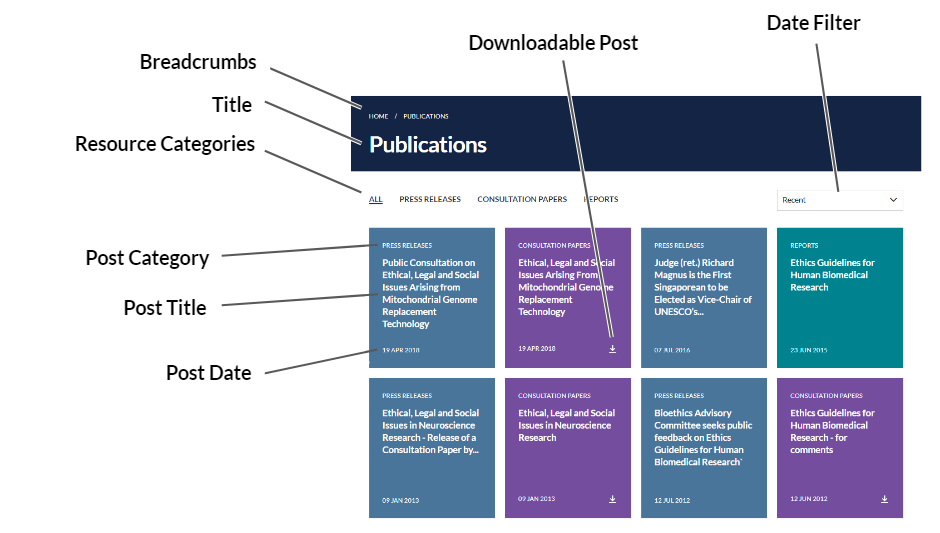 Date Filter
Downloadable Post
Breadcrumbs
Title
Resource Categories
HOME / PUBLICATIONS
Publications
ALL PRESS RELEASES CONSULTATION PAPERS REPORTS
Recent
Post Category
Post Title
Post Date
PRESS RELEASES
Public Consultation on
Ethical, Legal and Social
Issues Arising from
Mitochondrial Genome
Replacement
Technology
19 APR 2018
CONSULTATION PAPERS
Ethical, Legal and Social
Issues Arising From
Mitochondrial Genome
Replacement
Technology
19 APR 2018
PRESS RELEASES
Judge (ret.) Richard
Magnus is the First
Singaporean to be
Elected as Vice-Chair of
UNESCO's...
07 JUL 2016
REPORTS
Ethics Guidelines for
Human Biomedical
Research
23 JUN 2015
PRESS RELEASES
Ethical, Legal and Social
Issues in Neuroscience
Research - Release of a
Consultation Paper by...
09 JAN 2013
CONSULTATION PAPERS
Ethical, Legal and Social
Issues in Neuroscience
Research
09 JAN 2013
PRESS RELEASES
Bioethics Advisory
Committee seeks public
feedback on Ethics
Guidelines for Human
Biomedical Research`
12 JUL 2012
CONSULTATION PAPERS
Ethics Guidelines for
Human Biomedical
Research - for
comments
12 JUN 2012